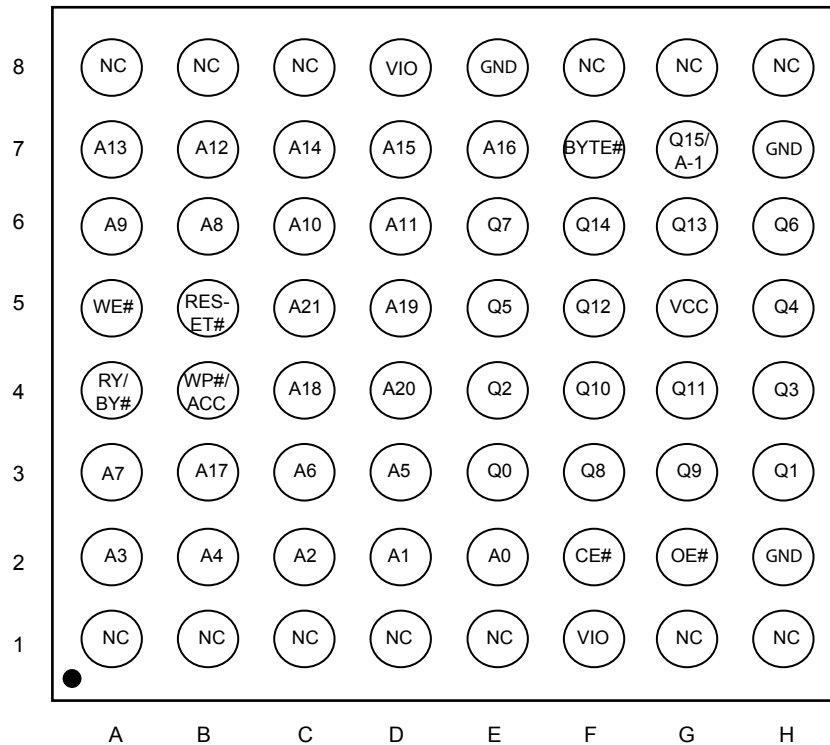 8 NC NC NC VIO GND NC NC NC
7 A13 A12 A14 A15 A16 BYTE# Q15/
A-1 GND
6 A9 A8 A10 A11 Q7 Q14 Q13 Q6
5 WE# RES-
ET# A21 A19 Q5 Q12 VCC Q4
4 RY/
BY# WP#/
ACC A18 A20 Q2 Q10 Q11 Q3
3 A7 A17 A6 A5 Q0 Q8 Q9 Q1
2 A3 A4 A2 A1 A0 CE# OE# GND
1 NC NC NC NC NC VIO NC NC
A B C D E F G H